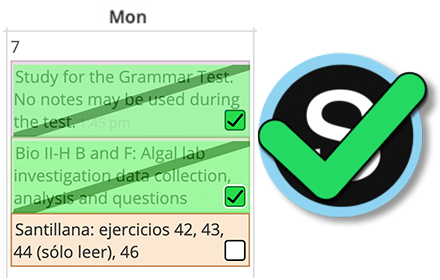 Mon
7
Study for the Grammar Test.
No notes may be used during
the test. 1:45 pm
Bio II-H B and F: Algal lab
investigation data collection,
analysis and questions
Santillana: ejercicios 42, 43,
44 (sólo leer), 46
S